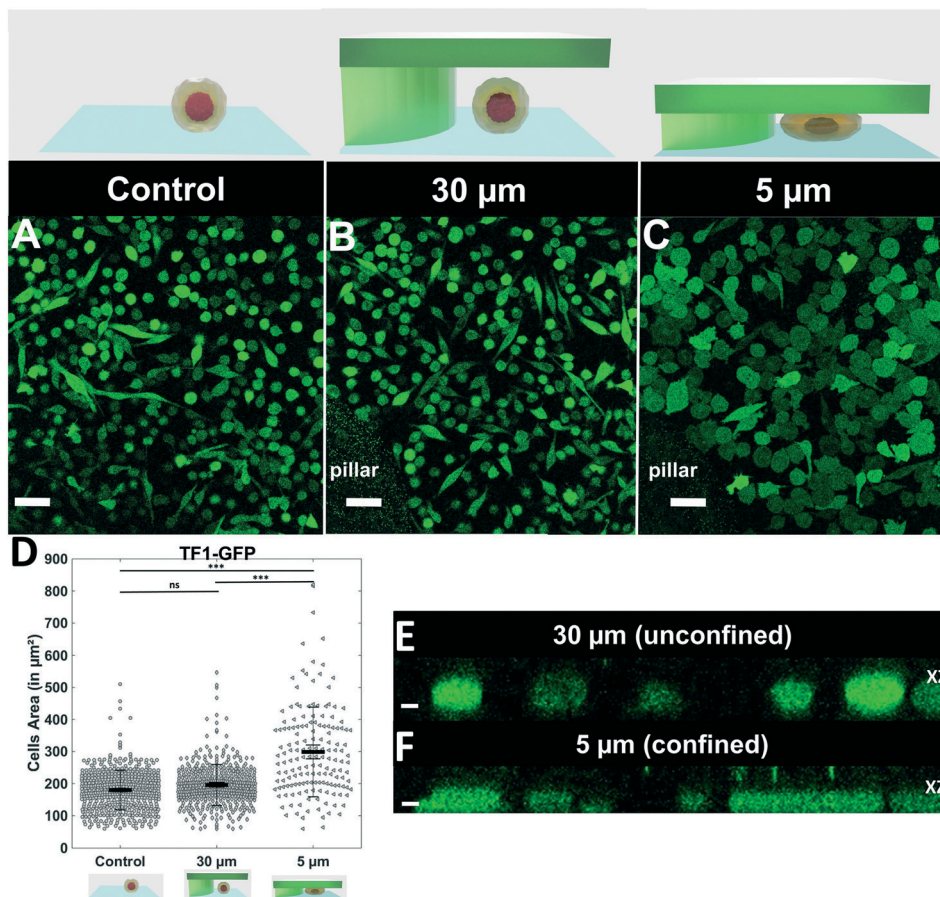 Control
30 µm
5 µm
A
B
C
pillar
pillar
D
TF1-GFP
***
***
ns
Cells Area (in µm²)
900
800
700
600
500
400
300
200
100
0
Control
30 µm
5 µm
E
30 µm (unconfined)
XZ
F
5 µm (confined)
XZ